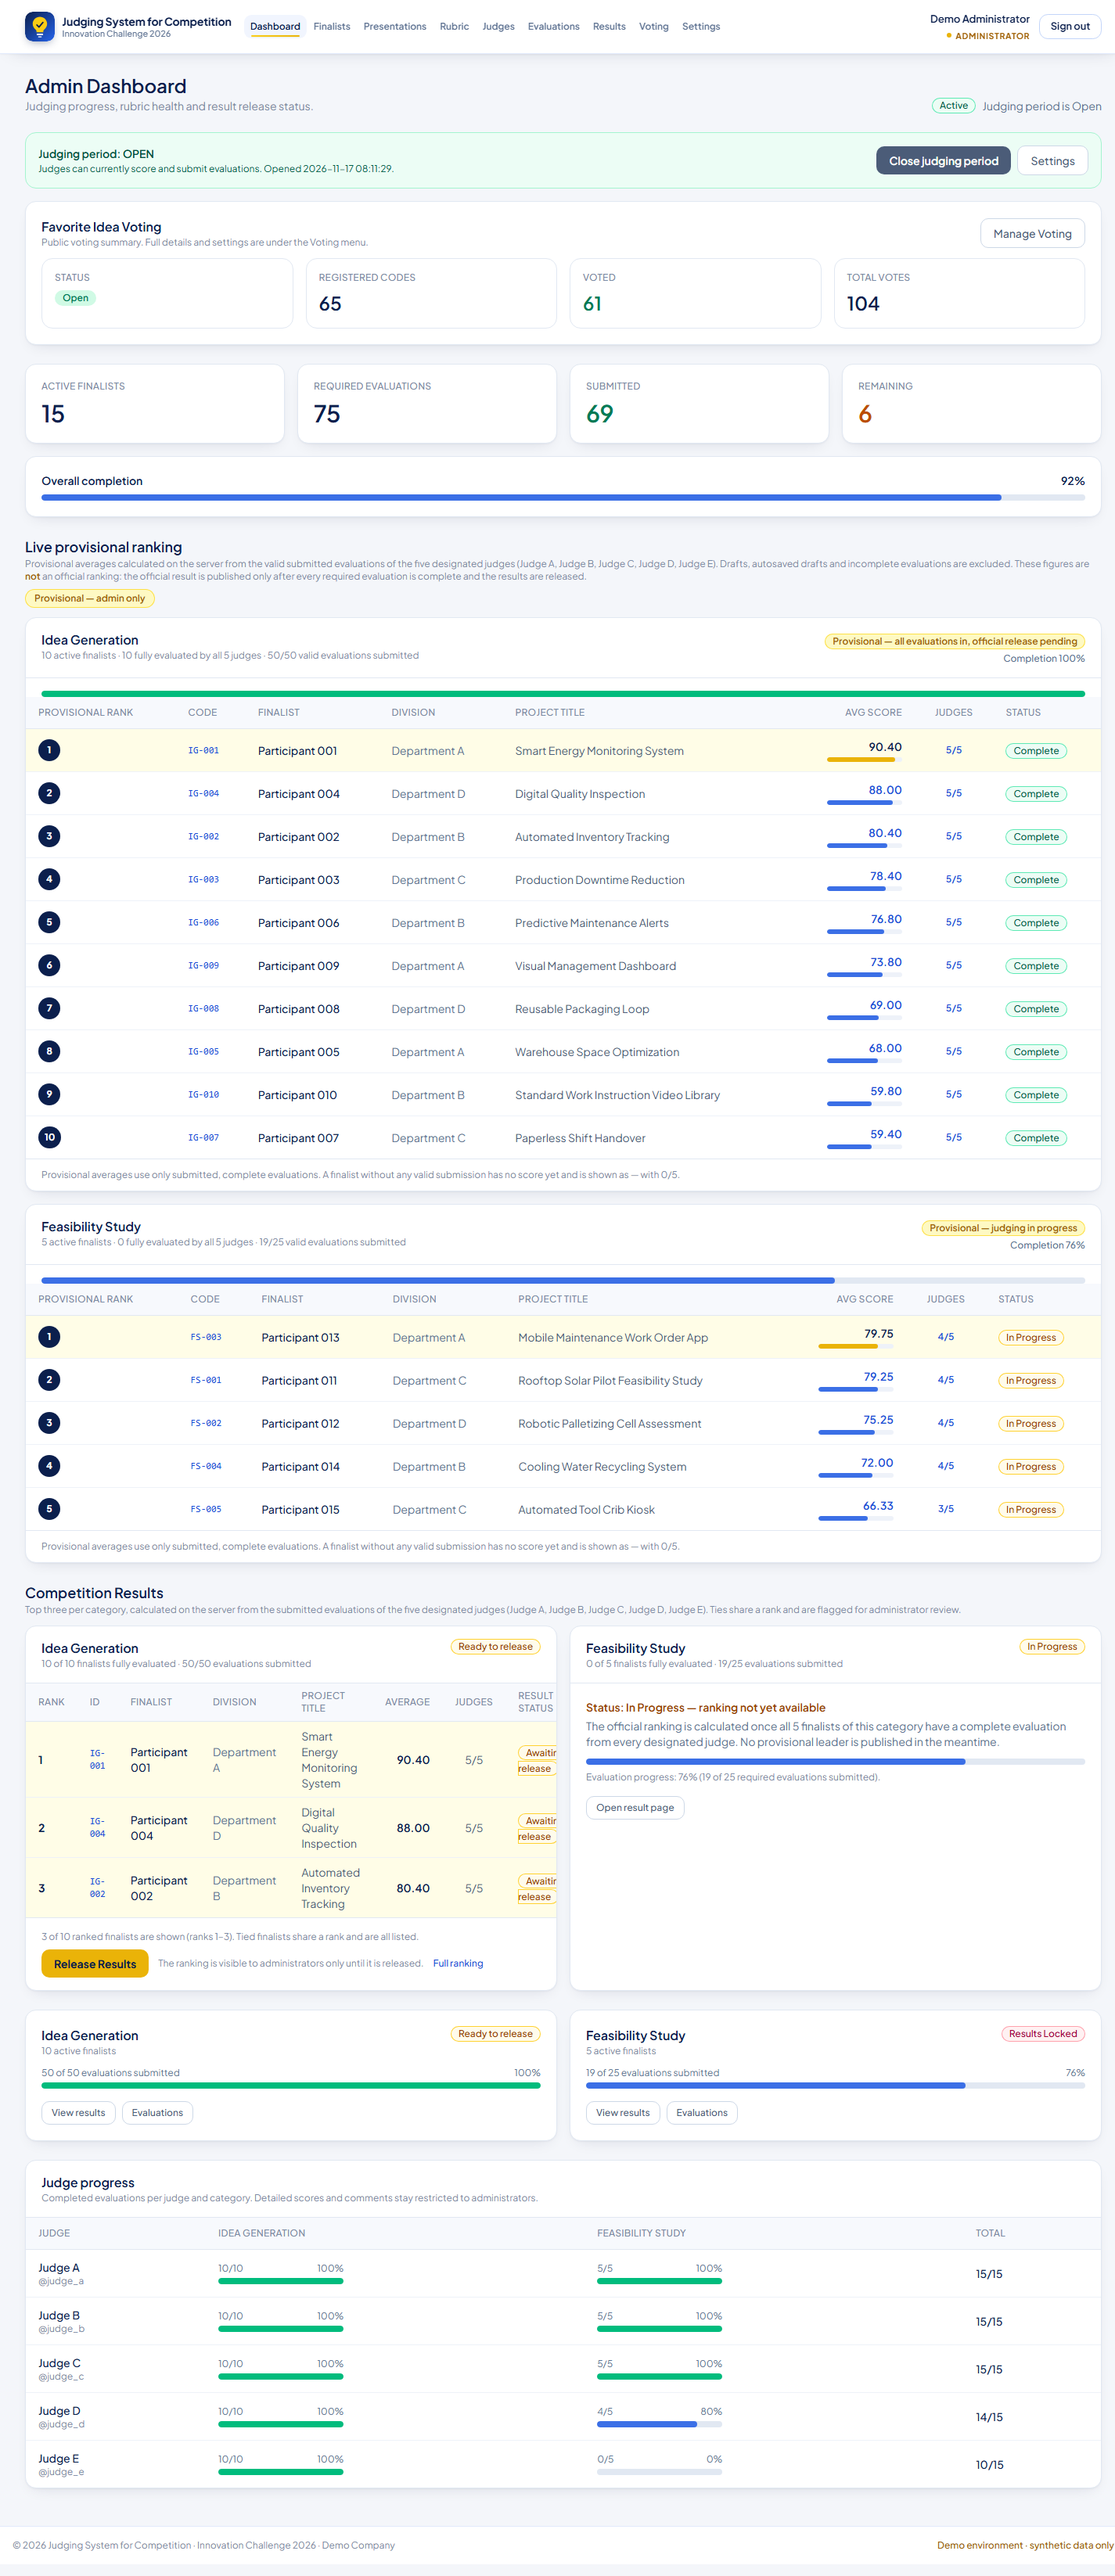 Judging System for Competition
Innovation Challenge 2026
Dashboard Finalists Presentations Rubric Judges Evaluations Results Voting Settings
Demo Administrator
ADMINISTRATOR
Sign out
Admin Dashboard
Judging progress, rubric health and result release status.
Active Judging period is Open
Judging period: OPEN
Judges can currently score and submit evaluations. Opened 2026-11-17 08:11:29.
Close judging period Settings
Favorite Idea Voting
Public voting summary. Full details and settings are under the Voting menu.
Manage Voting
STATUS REGISTERED CODES VOTED TOTAL VOTES
Open 65 61 104
ACTIVE FINALISTS REQUIRED EVALUATIONS SUBMITTED REMAINING
15 75 69 6
Overall completion 92%
Live provisional ranking
Provisional averages calculated on the server from the valid submitted evaluations of the five designated judges (Judge A, Judge B, Judge C, Judge D, Judge E). Drafts, autosaved drafts and incomplete evaluations are excluded. These figures are
not an official ranking: the official result is published only after every required evaluation is complete and the results are released.
Provisional — admin only
Idea Generation
10 active finalists · 10 fully evaluated by all 5 judges · 50/50 valid evaluations submitted
Provisional — all evaluations in, official release pending
Completion 100%
PROVISIONAL RANK CODE FINALIST DIVISION PROJECT TITLE AVG SCORE JUDGES STATUS
1 IG-001 Participant 001 Department A Smart Energy Monitoring System 90.40 5/5 Complete
2 IG-004 Participant 004 Department D Digital Quality Inspection 88.00 5/5 Complete
3 IG-002 Participant 002 Department B Automated Inventory Tracking 80.40 5/5 Complete
4 IG-003 Participant 003 Department C Production Downtime Reduction 78.40 5/5 Complete
5 IG-006 Participant 006 Department B Predictive Maintenance Alerts 76.80 5/5 Complete
6 IG-009 Participant 009 Department A Visual Management Dashboard 73.80 5/5 Complete
7 IG-008 Participant 008 Department D Reusable Packaging Loop 69.00 5/5 Complete
8 IG-005 Participant 005 Department A Warehouse Space Optimization 68.00 5/5 Complete
9 IG-010 Participant 010 Department B Standard Work Instruction Video Library 59.80 5/5 Complete
10 IG-007 Participant 007 Department C Paperless Shift Handover 59.40 5/5 Complete
Provisional averages use only submitted, complete evaluations. A finalist without any valid submission has no score yet and is shown as — with 0/5.
Feasibility Study
5 active finalists · 0 fully evaluated by all 5 judges · 19/25 valid evaluations submitted
Provisional — judging in progress
Completion 76%
PROVISIONAL RANK CODE FINALIST DIVISION PROJECT TITLE AVG SCORE JUDGES STATUS
1 FS-003 Participant 013 Department A Mobile Maintenance Work Order App 79.75 4/5 In Progress
2 FS-001 Participant 011 Department C Rooftop Solar Pilot Feasibility Study 79.25 4/5 In Progress
3 FS-002 Participant 012 Department D Robotic Palletizing Cell Assessment 75.25 4/5 In Progress
4 FS-004 Participant 014 Department B Cooling Water Recycling System 72.00 4/5 In Progress
5 FS-005 Participant 015 Department C Automated Tool Crib Kiosk 66.33 3/5 In Progress
Provisional averages use only submitted, complete evaluations. A finalist without any valid submission has no score yet and is shown as — with 0/5.
Competition Results
Top three per category, calculated on the server from the submitted evaluations of the five designated judges (Judge A, Judge B, Judge C, Judge D, Judge E). Ties share a rank and are flagged for administrator review.
Idea Generation Ready to release
10 of 10 finalists fully evaluated · 50/50 evaluations submitted
RANK ID FINALIST DIVISION PROJECT TITLE AVERAGE JUDGES RESULT STATUS
1 IG-001 Participant 001 Department A Smart Energy Monitoring System 90.40 5/5 Awaitin release
2 IG-004 Participant 004 Department D Digital Quality Inspection 88.00 5/5 Awaitin release
3 IG-002 Participant 002 Department B Automated Inventory Tracking 80.40 5/5 Awaitin release
3 of 10 ranked finalists are shown (ranks 1–3). Tied finalists share a rank and are all listed.
Release Results The ranking is visible to administrators only until it is released. Full ranking
Feasibility Study In Progress
0 of 5 finalists fully evaluated · 19/25 evaluations submitted
Status: In Progress — ranking not yet available
The official ranking is calculated once all 5 finalists of this category have a complete evaluation
from every designated judge. No provisional leader is published in the meantime.
Evaluation progress: 76% (19 of 25 required evaluations submitted).
Open result page
Idea Generation Ready to release
10 active finalists
50 of 50 evaluations submitted 100%
View results Evaluations
Feasibility Study Results Locked
5 active finalists
19 of 25 evaluations submitted 76%
View results Evaluations
Judge progress
Completed evaluations per judge and category. Detailed scores and comments stay restricted to administrators.
JUDGE IDEA GENERATION FEASIBILITY STUDY TOTAL
Judge A 10/10 100% 5/5 100% 15/15
@judge_a
Judge B 10/10 100% 5/5 100% 15/15
@judge_b
Judge C 10/10 100% 5/5 100% 15/15
@judge_c
Judge D 10/10 100% 4/5 80% 14/15
@judge_d
Judge E 10/10 100% 0/5 0% 10/15
@judge_e
© 2026 Judging System for Competition · Innovation Challenge 2026 · Demo Company
Demo environment · synthetic data only